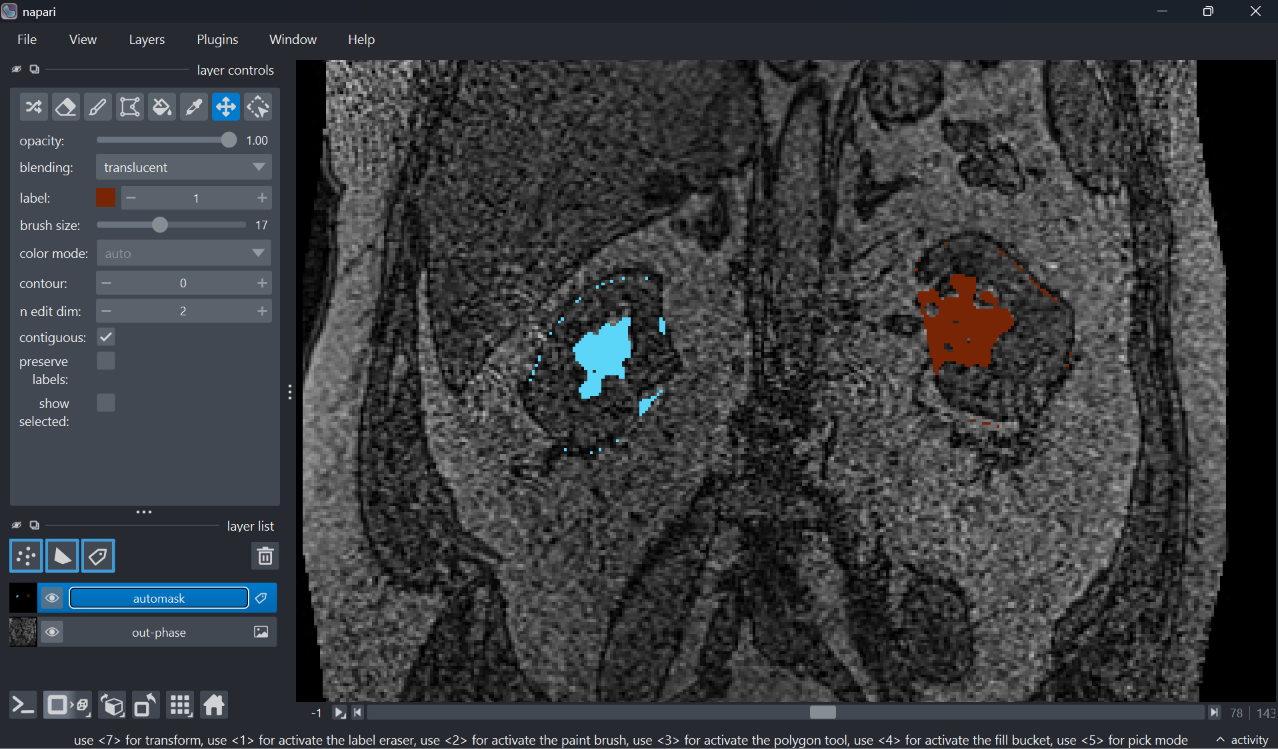 napari
File View Layers Plugins Window Help
layer controls
opacity: 1.00
blending: translucent
label: 1
brush size: 17
color mode: auto
contour: 0
n edit dim: 2
contiguous:
preserve
labels:
show
selected:
layer list
automask
out-phase
-1 78 143
use <7> for transform, use <1> for activate the label eraser, use <2> for activate the paint brush, use <3> for activate the polygon tool, use <4> for activate the fill bucket, use <5> for pick mode activity